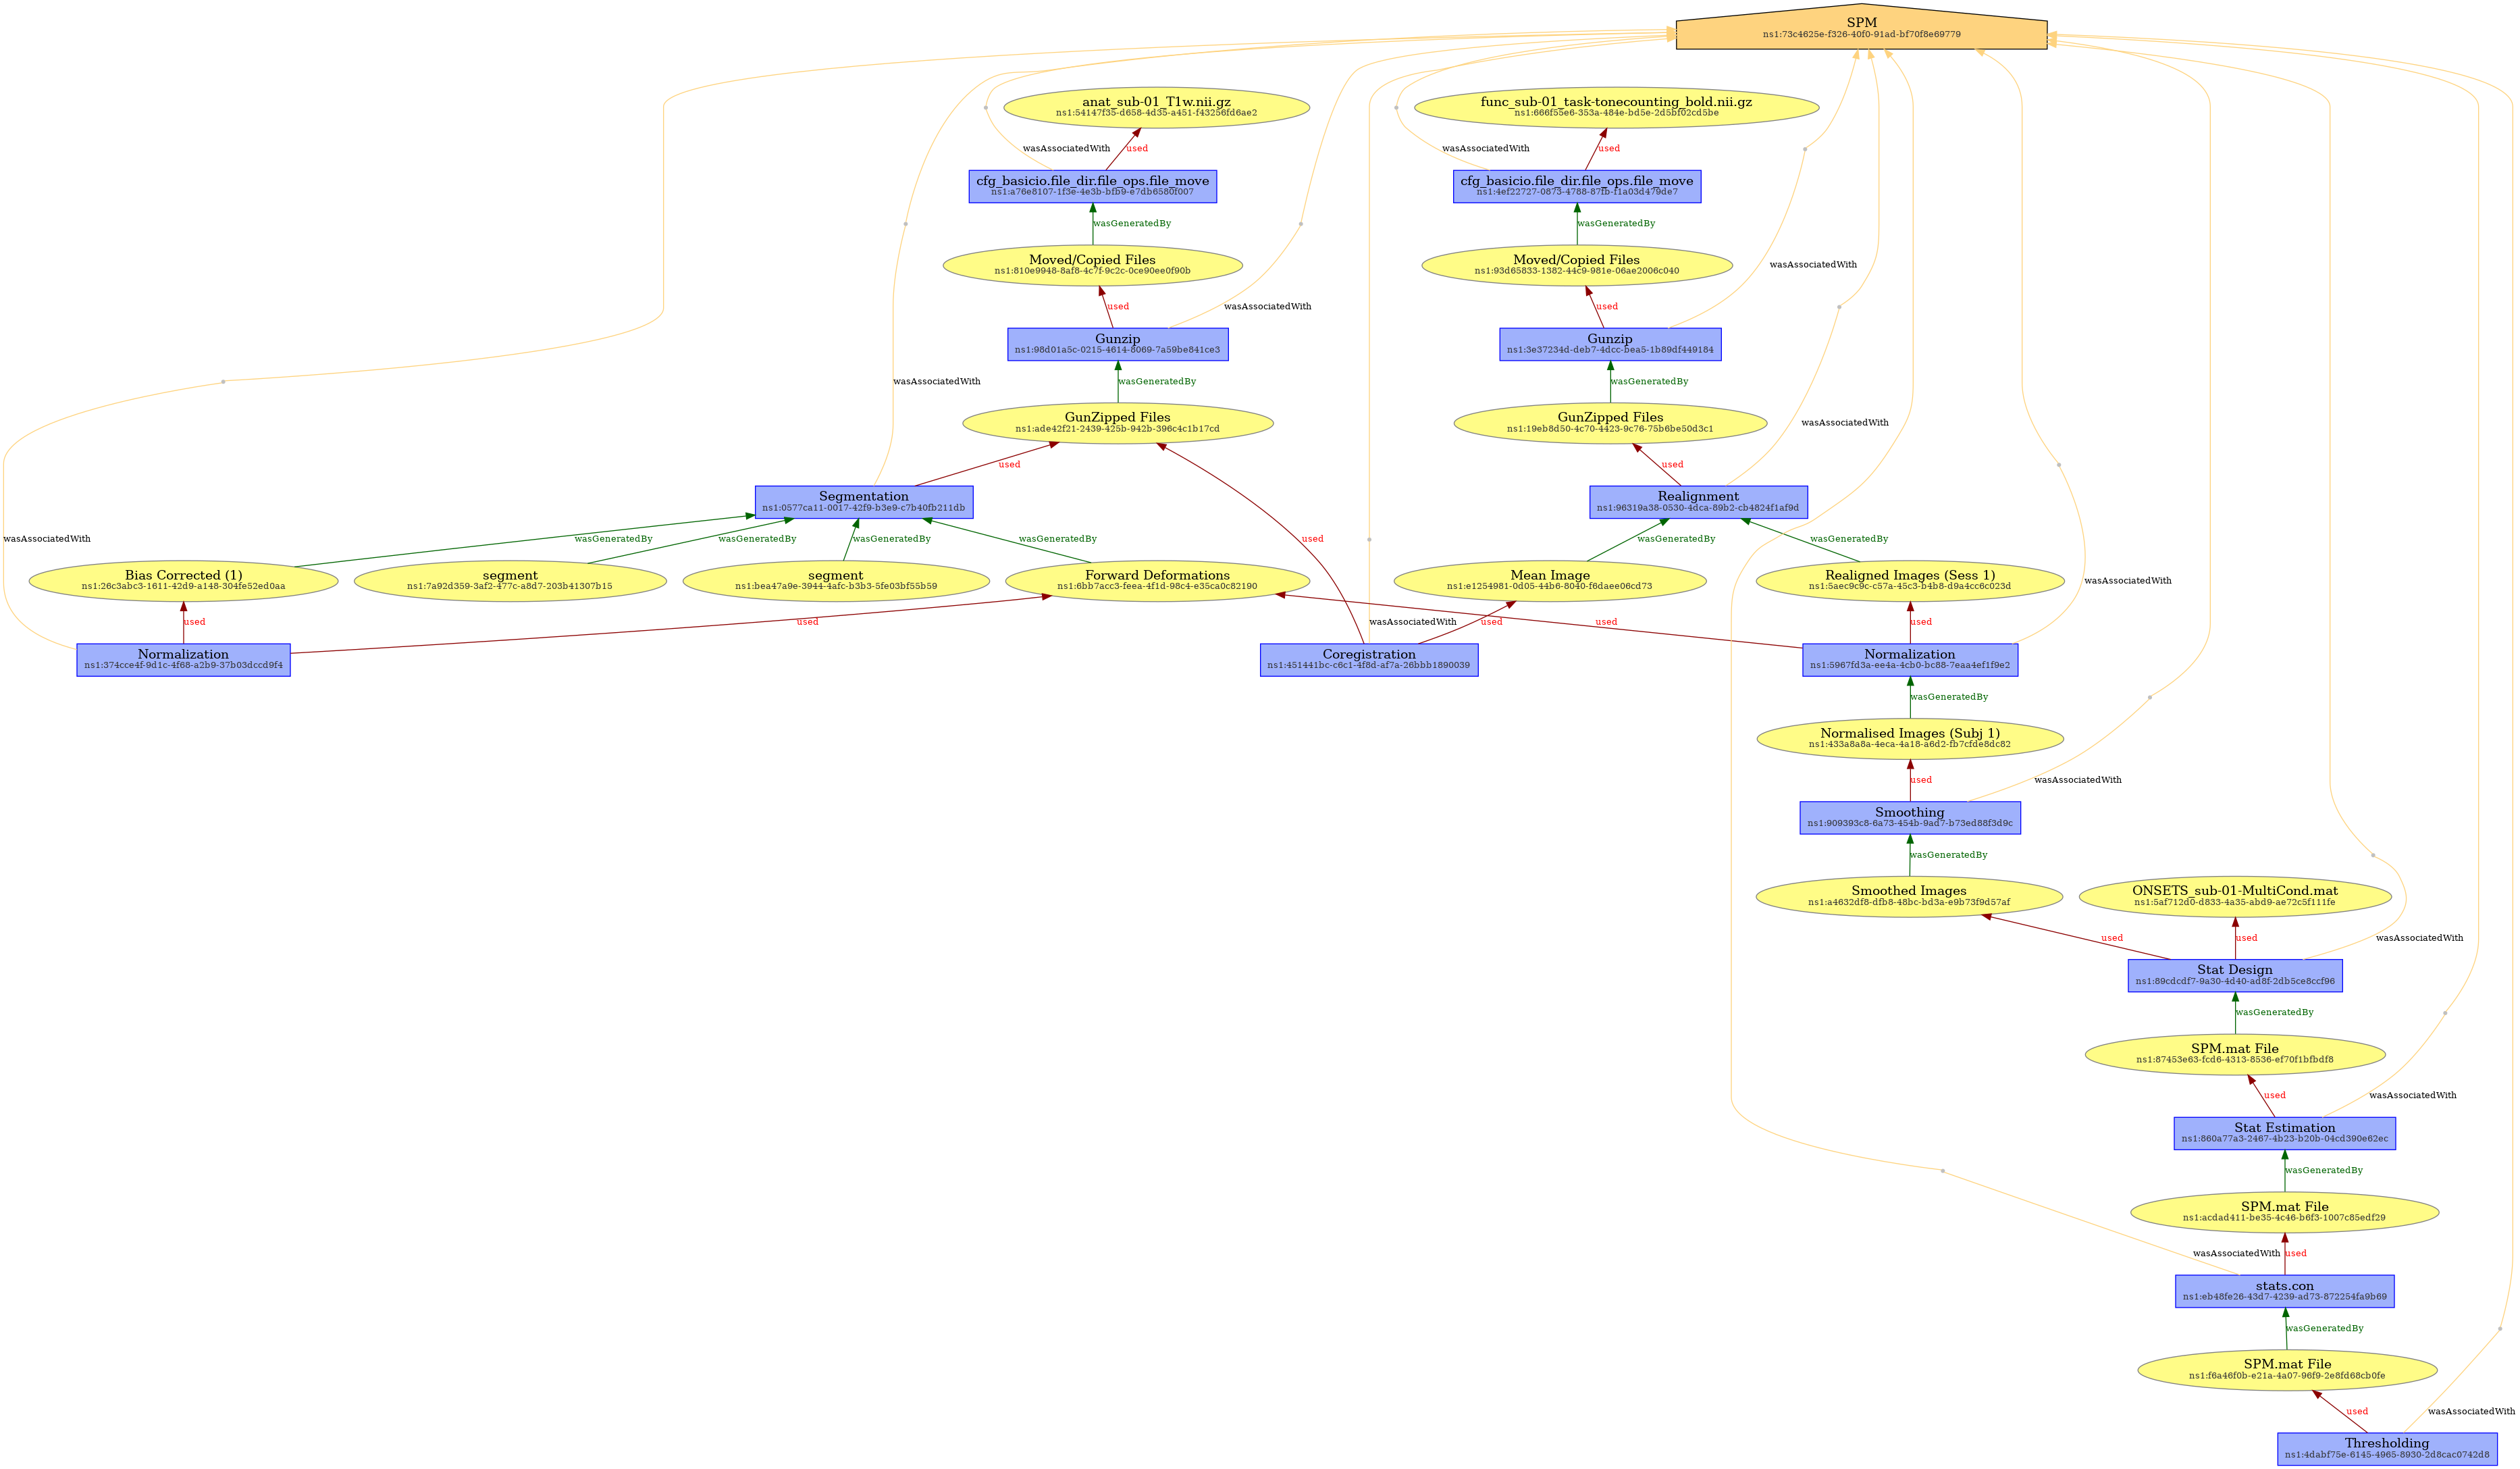 SPM
ns1:73c4625e-f326-40f0-91ad-bf70f8e69779
anat_sub-01_T1w.nii.gz
ns1:54147f35-d658-4d35-a451-f43256fd6ae2
func_sub-01_task-tonecounting_bold.nii.gz
ns1:666f55e6-353a-484e-bd5e-2d5bf02cd5be
wasAssociatedWith
used
wasAssociatedWith
used
cfg_basicio.file_dir.file_ops.file_move
ns1:a76e8107-1f3e-4e3b-bfb9-e7db6580f007
cfg_basicio.file_dir.file_ops.file_move
ns1:4ef22727-0873-4788-87fb-f1a03d479de7
wasGeneratedBy
wasGeneratedBy
Moved/Copied Files
ns1:810e9948-8af8-4c7f-9c2c-0ce90ee0f90b
Moved/Copied Files
ns1:93d65833-1382-44c9-981e-06ae2006c040
wasAssociatedWith
used
wasAssociatedWith
used
Gunzip
ns1:98d01a5c-0215-4614-8069-7a59be841ce3
Gunzip
ns1:3e37234d-deb7-4dcc-bea5-1b89df449184
wasAssociatedWith
wasGeneratedBy
wasGeneratedBy
GunZipped Files
ns1:ade42f21-2439-425b-942b-396c4c1b17cd
GunZipped Files
ns1:19eb8d50-4c70-4423-9c76-75b6be50d3c1
wasAssociatedWith
used
used
Segmentation
ns1:0577ca11-0017-42f9-b3e9-c7b40fb211db
Realignment
ns1:96319a38-0530-4dca-89b2-cb4824f1af9d
wasAssociatedWith
wasGeneratedBy
wasGeneratedBy
wasGeneratedBy
wasGeneratedBy
used
wasGeneratedBy
wasGeneratedBy
Bias Corrected (1)
ns1:26c3abc3-1611-42d9-a148-304fe52ed0aa
segment
ns1:7a92d359-3af2-477c-a8d7-203b41307b15
segment
ns1:bea47a9e-3944-4afc-b3b3-5fe03bf55b59
Forward Deformations
ns1:6bb7acc3-feea-4f1d-98c4-e35ca0c82190
Mean Image
ns1:e1254981-0d05-44b6-8040-f6daee06cd73
Realigned Images (Sess 1)
ns1:5aec9c9c-c57a-45c3-b4b8-d9a4cc6c023d
wasAssociatedWith
used
used
wasAssociatedWith
used
used
used
Normalization
ns1:374cce4f-9d1c-4f68-a2b9-37b03dccd9f4
Coregistration
ns1:451441bc-c6c1-4f8d-af7a-26bbb1890039
Normalization
ns1:5967fd3a-ee4a-4cb0-bc88-7eaa4ef1f9e2
wasGeneratedBy
Normalised Images (Subj 1)
ns1:433a8a8a-4eca-4a18-a6d2-fb7cfde8dc82
used
wasAssociatedWith
Smoothing
ns1:909393c8-6a73-454b-9ad7-b73ed88f3d9c
wasGeneratedBy
Smoothed Images
ns1:a4632df8-dfb8-48bc-bd3a-e9b73f9d57af
ONSETS_sub-01-MultiCond.mat
ns1:5af712d0-d833-4a35-abd9-ae72c5f111fe
used
used
wasAssociatedWith
Stat Design
ns1:89cdcdf7-9a30-4d40-ad8f-2db5ce8ccf96
wasGeneratedBy
SPM.mat File
ns1:87453e63-fcd6-4313-8536-ef70f1bfbdf8
used
wasAssociatedWith
Stat Estimation
ns1:860a77a3-2467-4b23-b20b-04cd390e62ec
wasGeneratedBy
SPM.mat File
ns1:acdad411-be35-4c46-b6f3-1007c85edf29
wasAssociatedWith
used
stats.con
ns1:eb48fe26-43d7-4239-ad73-872254fa9b69
wasGeneratedBy
SPM.mat File
ns1:f6a46f0b-e21a-4a07-96f9-2e8fd68cb0fe
used
wasAssociatedWith
Thresholding
ns1:4dabf75e-6145-4965-8930-2d8cac0742d8